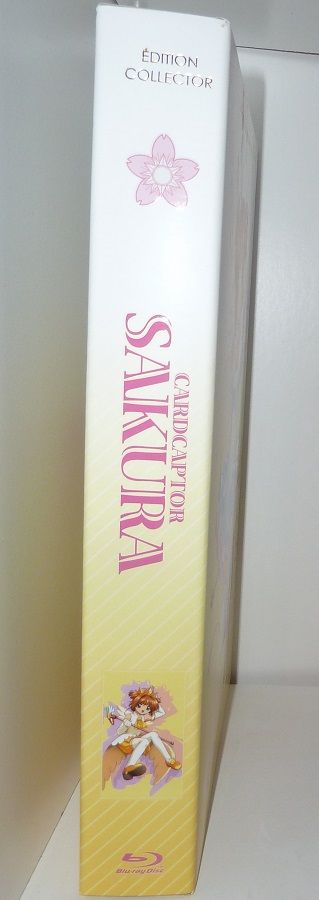 ÉDITION
COLLECTOR
CARDCAPTOR
SAKURA
Blu-ray Disc